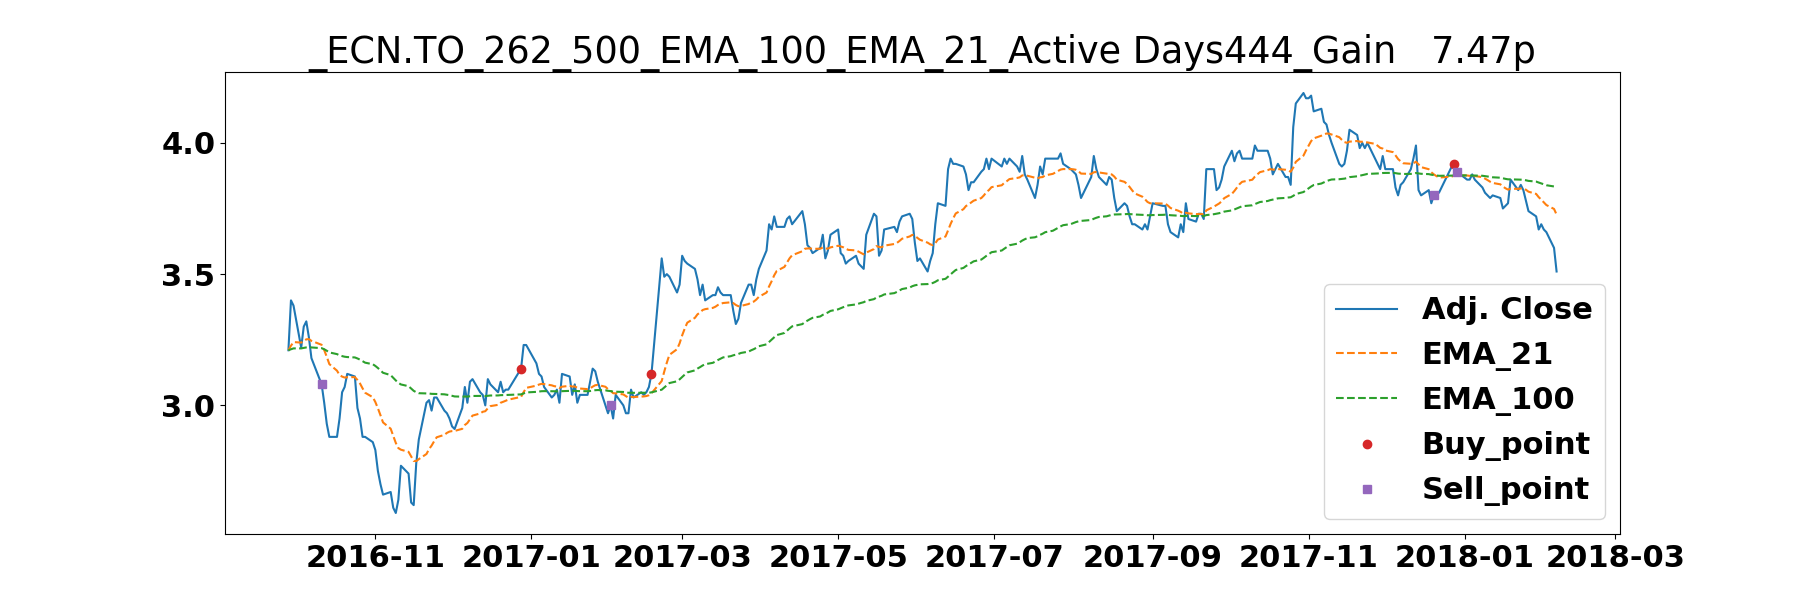 _ECN.TO_262_500_EMA_100_EMA_21_Active Days444_Gain   7.47p
4.0
3.5
3.0
Adj. Close
EMA_21
EMA_100
Buy_point
Sell_point
2016-11 2017-01 2017-03 2017-05 2017-07 2017-09 2017-11 2018-01 2018-03